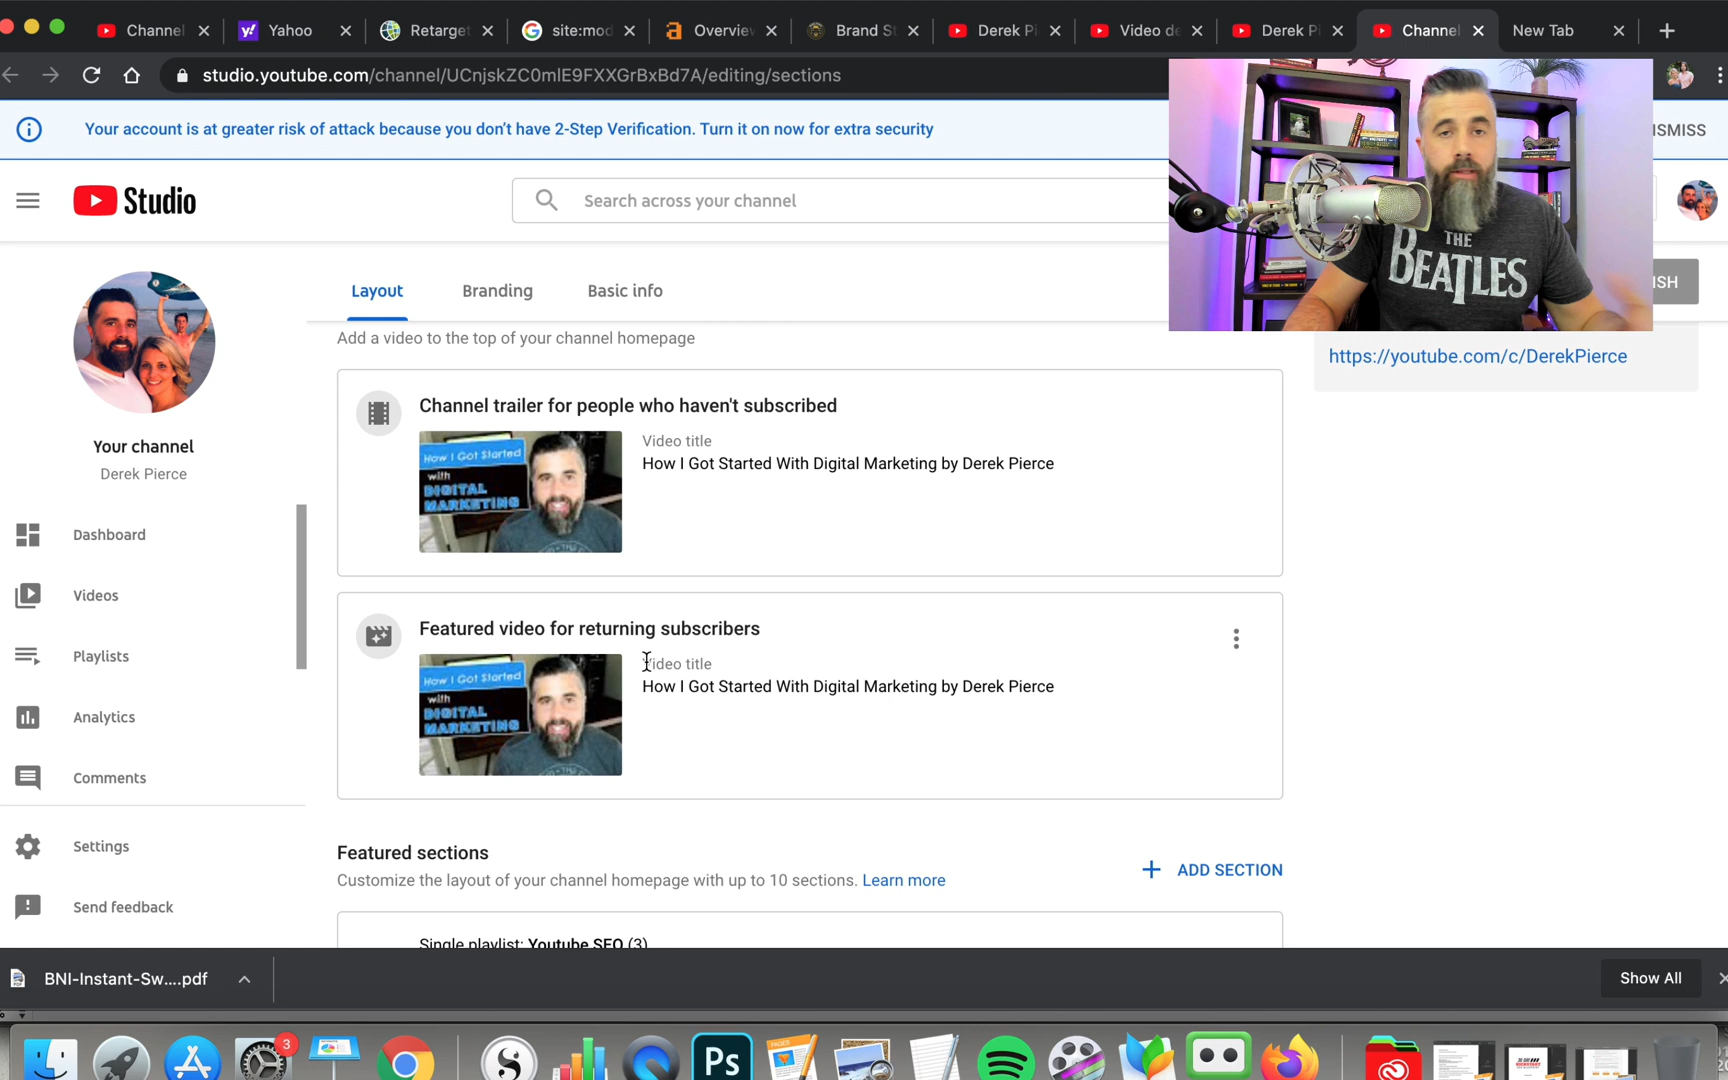 Channel
Yahoo
Retarget
site:mod
Overview
Brand S
Derek Pi
Video de
Derek Pi
Channel
New Tab
studio.youtube.com/channel/UCnjskZC0mlE9FXXGrBxBd7A/editing/sections
Your account is at greater risk of attack because you don't have 2-Step Verification. Turn it on now for extra security
ISMISS
Studio
Search across your channel
THE
BEATLES
Layout
Branding
Basic info
ISH
Add a video to the top of your channel homepage
https://youtube.com/c/DerekPierce
Channel trailer for people who haven't subscribed
How I Got Started
with
DIGITAL
MARKETING
Video title
How I Got Started With Digital Marketing by Derek Pierce
Your channel
Derek Pierce
Dashboard
Videos
Playlists
Analytics
Comments
Settings
Send feedback
Featured video for returning subscribers
How I Got Started
with
DIGITAL
MARKETING
Video title
How I Got Started With Digital Marketing by Derek Pierce
Featured sections
Customize the layout of your channel homepage with up to 10 sections. Learn more
ADD SECTION
Single playlist: Youtube SEO (3)
BNI-Instant-Sw....pdf
Show All
3
Ps
PAGES